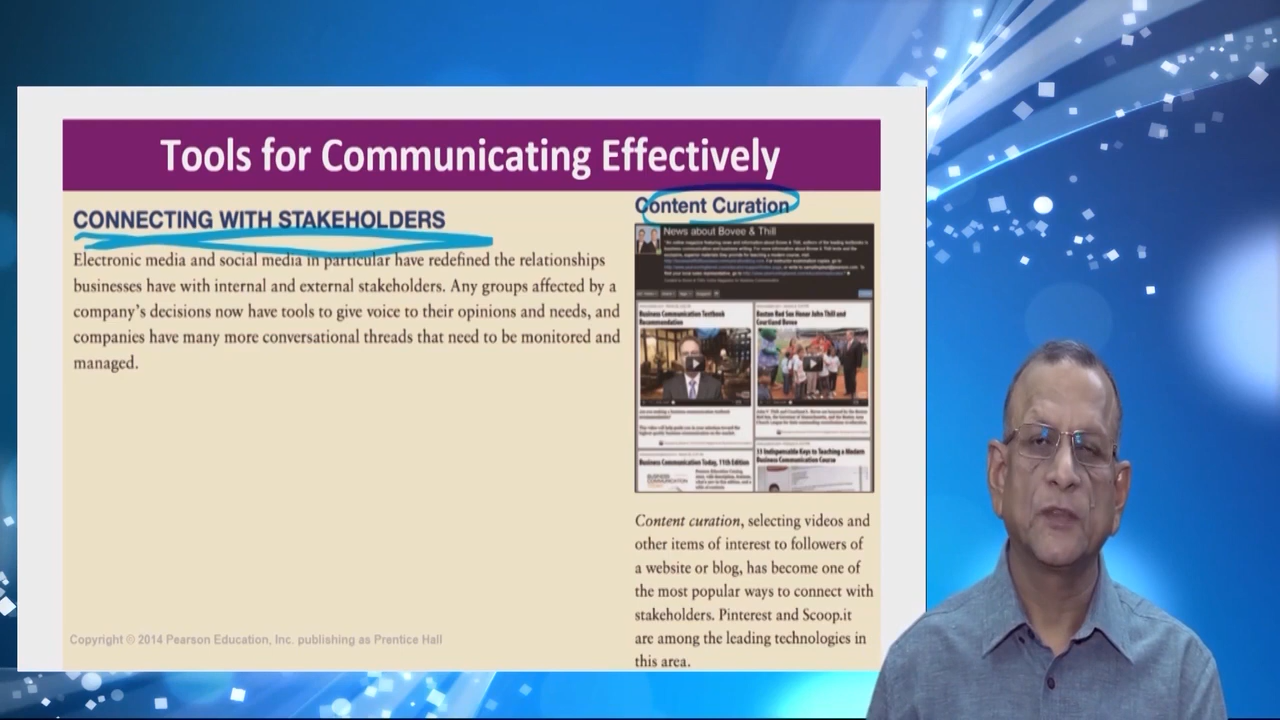 Tools for Communicating Effectively
CONNECTING WITH STAKEHOLDERS
Electronic media and social media in particular have redefined the relationships
businesses have with internal and external stakeholders. Any groups affected by a
company's decisions now have tools to give voice to their opinions and needs, and
companies have many more conversational threads that need to be monitored and
managed.
Content Curation
News about Bovee & Thill
Business Communication Textbook
Recommendation
Boston Red Sox Honor John Thill and
Courtland Bovee
Business Communication Today, 11th Edition
13 Indispensable Keys to Teaching a Modern
Business Communication Course
Content curation, selecting videos and
other items of interest to followers of
a website or blog, has become one of
the most popular ways to connect with
stakeholders. Pinterest and Scoop.it
are among the leading technologies in
this area.
Copyright © 2014 Pearson Education, Inc. publishing as Prentice Hall